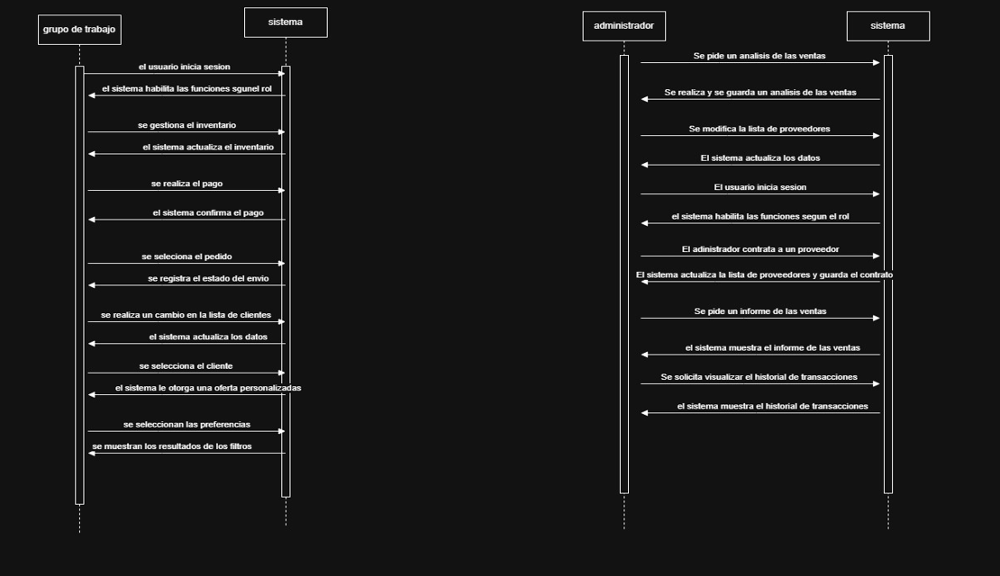 grupo de trabajo
sistema
el usuario inicia sesion
el sistema habilita las funciones sgunel rol
se gestiona el inventario
el sistema actualiza el inventario
se realiza el pago
el sistema confirma el pago
se seleciona el pedido
se registra el estado del envio
se realiza un cambio en la lista de clientes
el sistema actualiza los datos
se selecciona el cliente
el sistema le otorga una oferta personalizadas
se seleccionan las preferencias
se muestran los resultados de los filtros
administrador
sistema
Se pide un analisis de las ventas
Se realiza y se guarda un analisis de las ventas
Se modifica la lista de proveedores
El sistema actualiza los datos
El usuario inicia sesion
el sistema habilita las funciones segun el rol
El adinistrador contrata a un proveedor
El sistema actualiza la lista de proveedores y guarda el contrato
Se pide un informe de las ventas
el sistema muestra el informe de las ventas
Se solicita visualizar el historial de transacciones
el sistema muestra el historial de transacciones